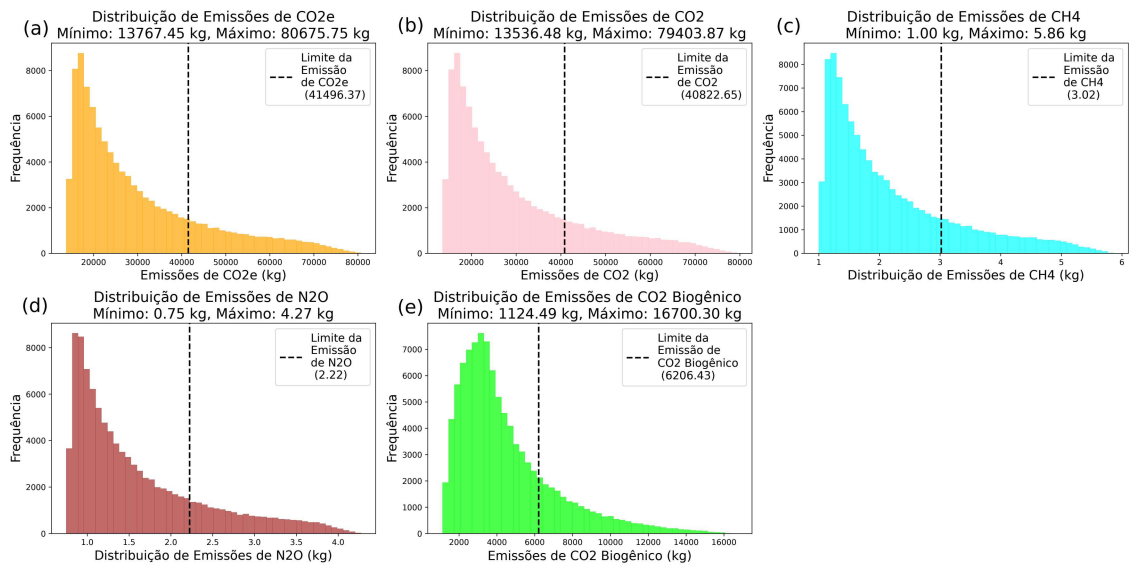 (a)
Distribuição de Emissões de CO2e
Mínimo: 13767.45 kg, Máximo: 80675.75 kg
Limite da
Emissão
de CO2e
(41496.37)
Frequência
8000
6000
4000
2000
0
20000 30000 40000 50000 60000 70000 80000
Emissões de CO2e (kg)
(b)
Distribuição de Emissões de CO2
Mínimo: 13536.48 kg, Máximo: 79403.87 kg
Limite da
Emissão
de CO2
(40822.65)
Frequência
8000
6000
4000
2000
0
20000 30000 40000 50000 60000 70000 80000
Emissões de CO2 (kg)
(c)
Distribuição de Emissões de CH4
Mínimo: 1.00 kg, Máximo: 5.86 kg
Limite da
Emissão
de CH4
(3.02)
Frequência
8000
7000
6000
5000
4000
3000
2000
1000
0
1 2 3 4 5 6
Distribuição de Emissões de CH4 (kg)
(d)
Distribuição de Emissões de N2O
Mínimo: 0.75 kg, Máximo: 4.27 kg
Limite da
Emissão
de N2O
(2.22)
Frequência
8000
6000
4000
2000
0
1.0 1.5 2.0 2.5 3.0 3.5 4.0
Distribuição de Emissões de N2O (kg)
(e)
Distribuição de Emissões de CO2 Biogênico
Mínimo: 1124.49 kg, Máximo: 16700.30 kg
Limite da
Emissão de
CO2 Biogênico
(6206.43)
Frequência
7000
6000
5000
4000
3000
2000
1000
0
2000 4000 6000 8000 10000 12000 14000 16000
Emissões de CO2 Biogênico (kg)